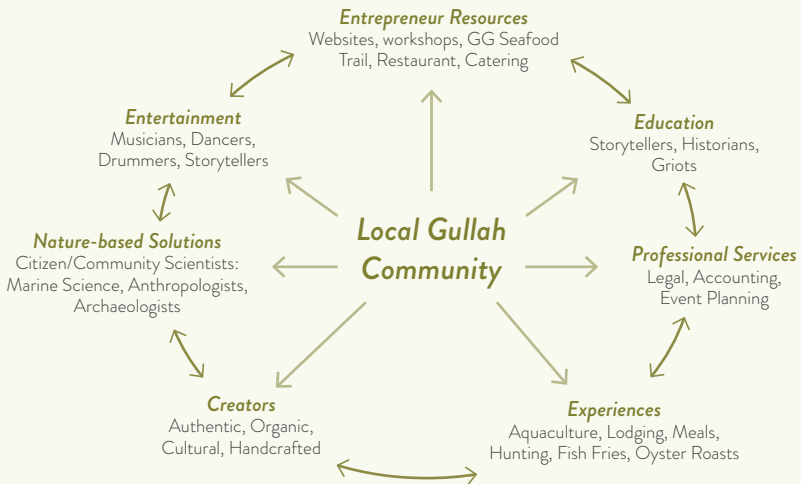 Entrepreneur Resources
Websites, workshops, GG Seafood
Trail, Restaurant, Catering
Entertainment
Musicians, Dancers,
Drummers, Storytellers
Education
Storytellers, Historians,
Griots
Local Gullah
Community
Nature-based Solutions
Citizen/Community Scientists:
Marine Science, Anthropologists,
Archaeologists
Professional Services
Legal, Accounting,
Event Planning
Creators
Authentic, Organic,
Cultural, Handcrafted
Experiences
Aquaculture, Lodging, Meals,
Hunting, Fish Fries, Oyster Roasts